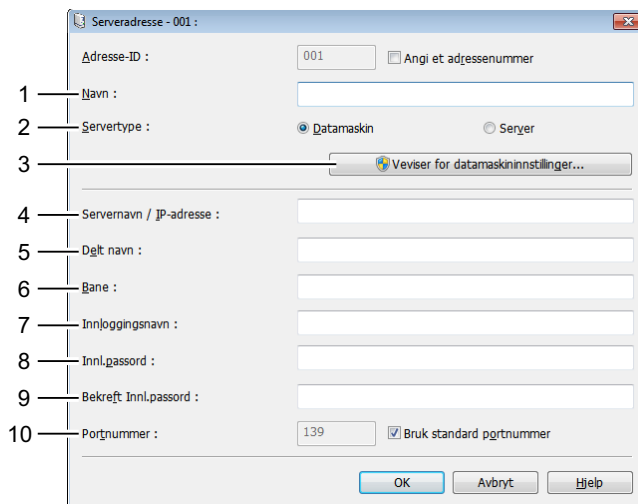 Serveradresse - 001 :
Adresse-ID : 001 Angi et adressenummer
1 Navn :
2 Servertype : Datamaskin Server
3 Veviser for datamaskininnstillinger...
4 Servernavn / IP-adresse :
5 Delt navn :
6 Bane :
7 Innloggingsnavn :
8 Innl.passord :
9 Bekreft Innl.passord :
10 Portnummer : 139 Bruk standard portnummer
OK Avbryt Hjelp